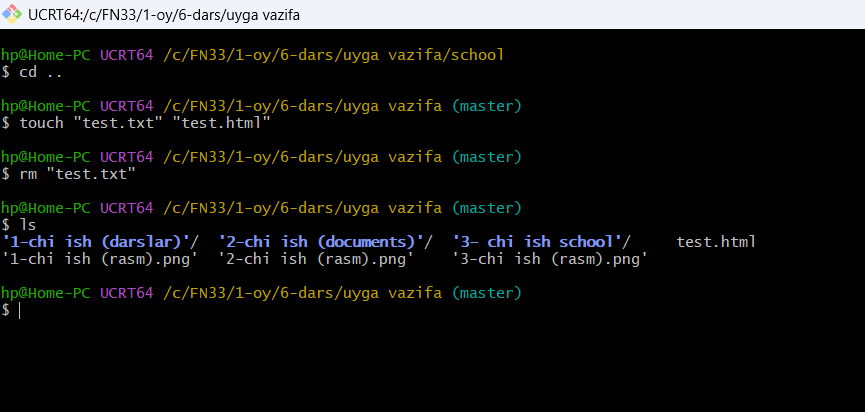 UCRT64:/c/FN33/1-oy/6-dars/uyga vazifa
hp@Home-PC UCRT64 /c/FN33/1-oy/6-dars/uyga vazifa/school
$ cd ..
hp@Home-PC UCRT64 /c/FN33/1-oy/6-dars/uyga vazifa (master)
$ touch "test.txt" "test.html"
hp@Home-PC UCRT64 /c/FN33/1-oy/6-dars/uyga vazifa (master)
$ rm "test.txt"
hp@Home-PC UCRT64 /c/FN33/1-oy/6-dars/uyga vazifa (master)
$ ls
'1-chi ish (darslar)'/  '2-chi ish (documents)'/  '3- chi ish school'/     test.html
'1-chi ish (rasm).png'  '2-chi ish (rasm).png'    '3-chi ish (rasm).png'
hp@Home-PC UCRT64 /c/FN33/1-oy/6-dars/uyga vazifa (master)
$